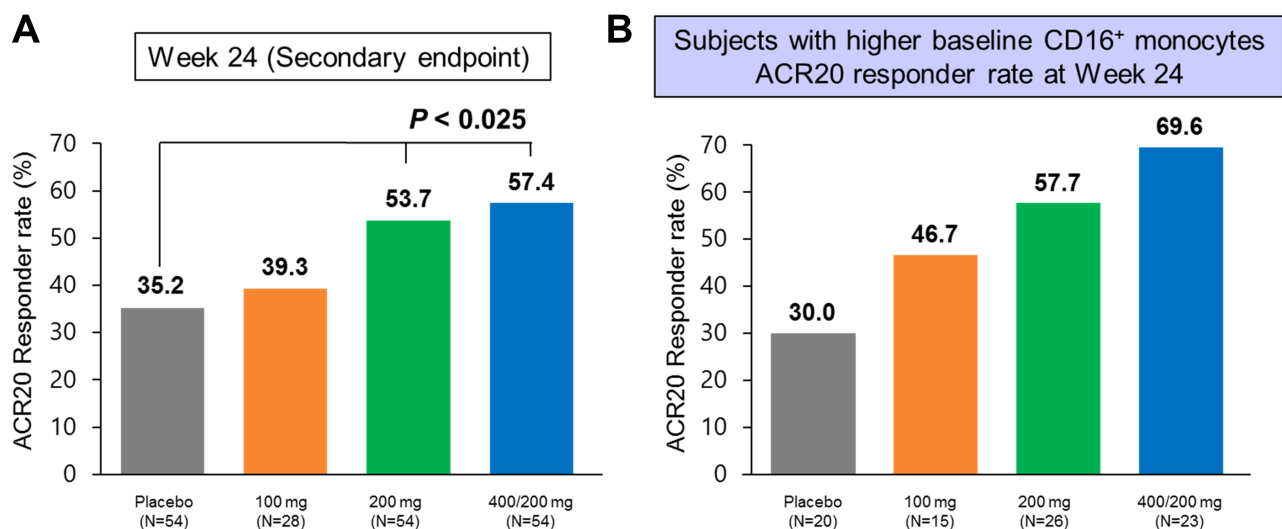 A
Week 24 (Secondary endpoint)
P < 0.025
ACR20 Responder rate (%)
70
60
50
40
30
20
10
0
35.2
39.3
53.7
57.4
Placebo
(N=54)
100 mg
(N=28)
200 mg
(N=54)
400/200 mg
(N=54)
B
Subjects with higher baseline CD16⁺ monocytes
ACR20 responder rate at Week 24
ACR20 Responder rate (%)
70
60
50
40
30
20
10
0
30.0
46.7
57.7
69.6
Placebo
(N=20)
100 mg
(N=15)
200 mg
(N=26)
400/200 mg
(N=23)